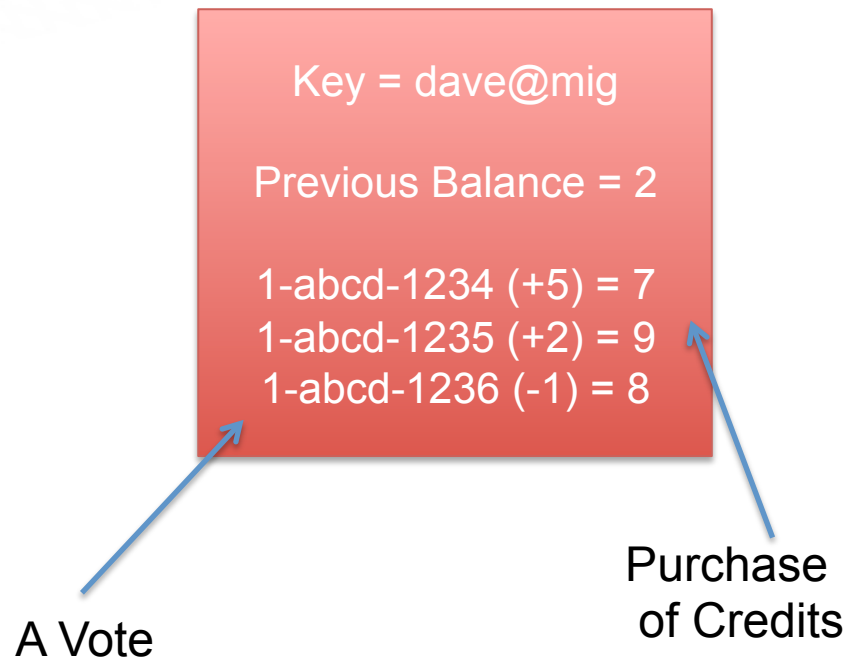 Key = dave@mig
Previous Balance = 2
1-abcd-1234 (+5) = 7
1-abcd-1235 (+2) = 9
1-abcd-1236 (-1) = 8
Purchase
of Credits
A Vote